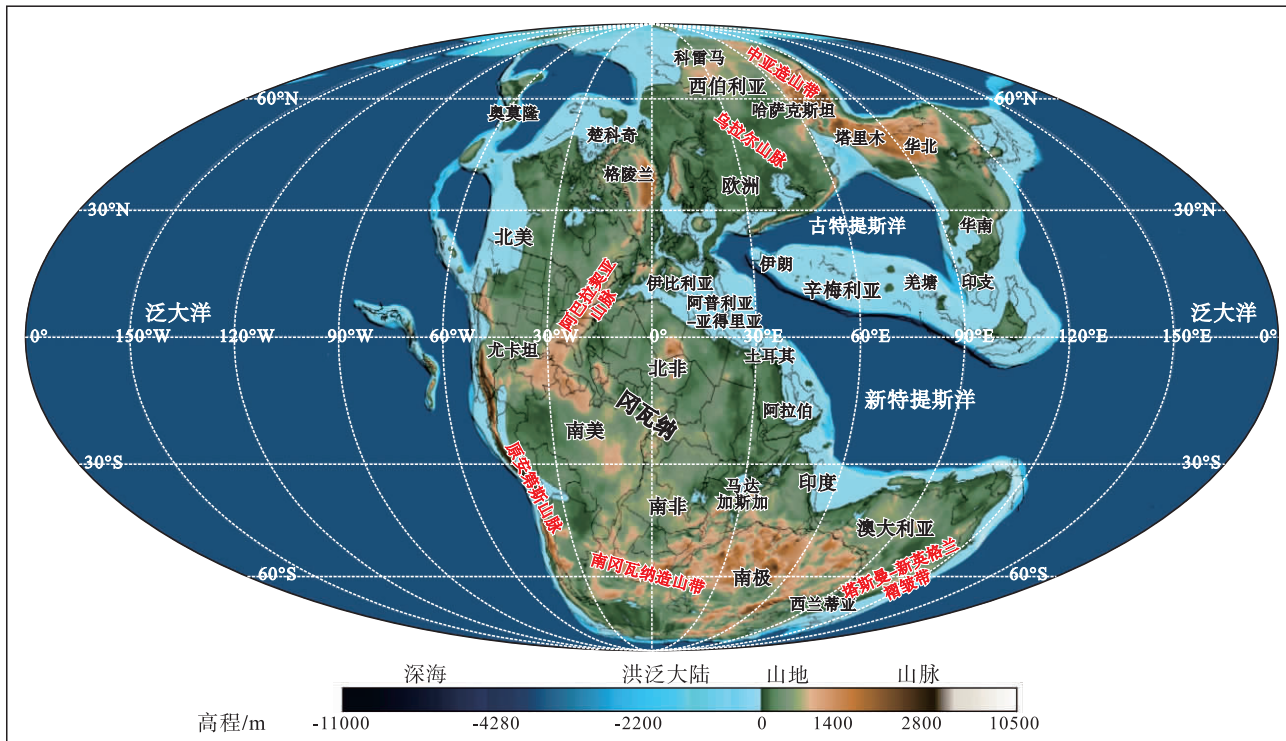 科雷马
中亚造山带
西伯利亚
60°N
60°N
哈萨克斯坦
奥莫隆
楚科奇
乌拉尔山脉
塔里木
华北
格陵兰
欧洲
30°N
30°N
北美
古特提斯洋
华南
伊朗
伊比利亚
辛梅利亚
羌塘
印支
阿巴拉契亚
山脉
阿普利亚
-亚得里亚
泛大洋
泛大洋
0°
150°W
120°W
90°W
60°W
30°W
0°
30°E
60°E
90°E
120°E
150°E
0°
尤卡坦
北非
土耳其
冈瓦纳
阿拉伯
新特提斯洋
南美
30°S
30°S
原安第斯山脉
马达
加斯加
印度
南非
澳大利亚
南冈瓦纳造山带
南极
塔斯曼-新英格兰
褶皱带
60°S
60°S
西兰蒂亚
深海
洪泛大陆
山地
山脉
高程/m
-11000
-4280
-2200
0
1400
2800
10500